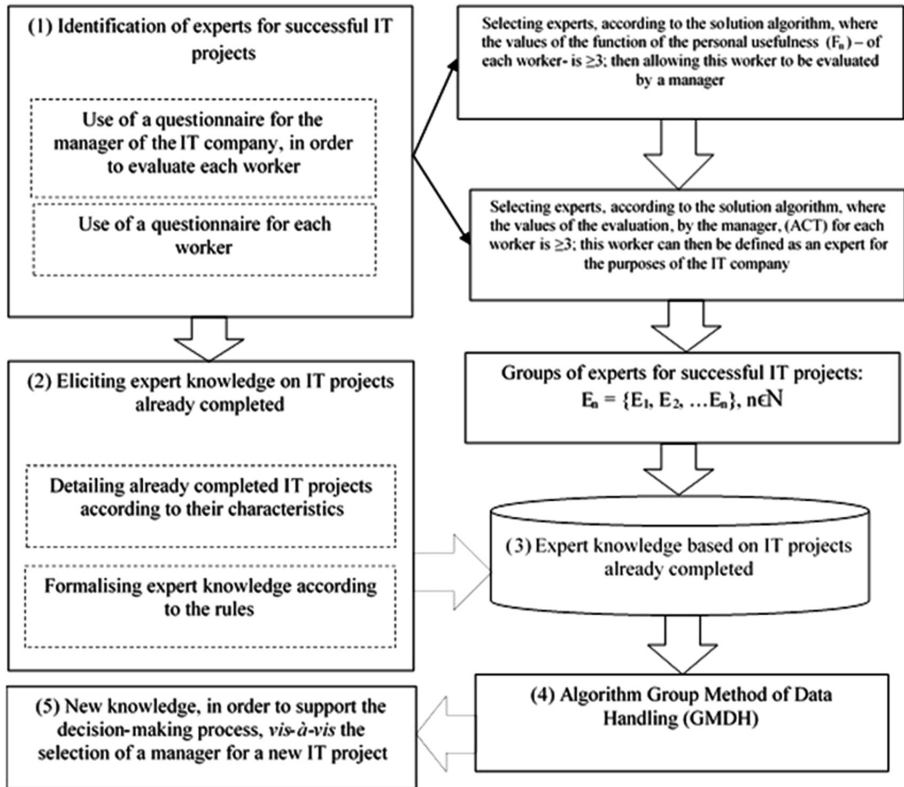 (1) Identification of experts for successful IT
projects
Use of a questionnaire for the
manager of the IT company, in order
to evaluate each worker
Use of a questionnaire for each
worker
Selecting experts, according to the solution algorithm, where
the values of the function of the personal usefulness (Fn) – of
each worker- is ≥3; then allowing this worker to be evaluated
by a manager
Selecting experts, according to the solution algorithm, where
the values of the evaluation, by the manager, (ACT) for each
worker is ≥3; this worker can then be defined as an expert for
the purposes of the IT company
(2) Eliciting expert knowledge on IT projects
already completed
Detailing already completed IT projects
according to their characteristics
Formalising expert knowledge according
to the rules
Groups of experts for successful IT projects:
En = {E1, E2, …En}, nϵN
(3) Expert knowledge based on IT projects
already completed
(4) Algorithm Group Method of Data
Handling (GMDH)
(5) New knowledge, in order to support the
decision-making process, vis-à-vis the
selection of a manager for a new IT project